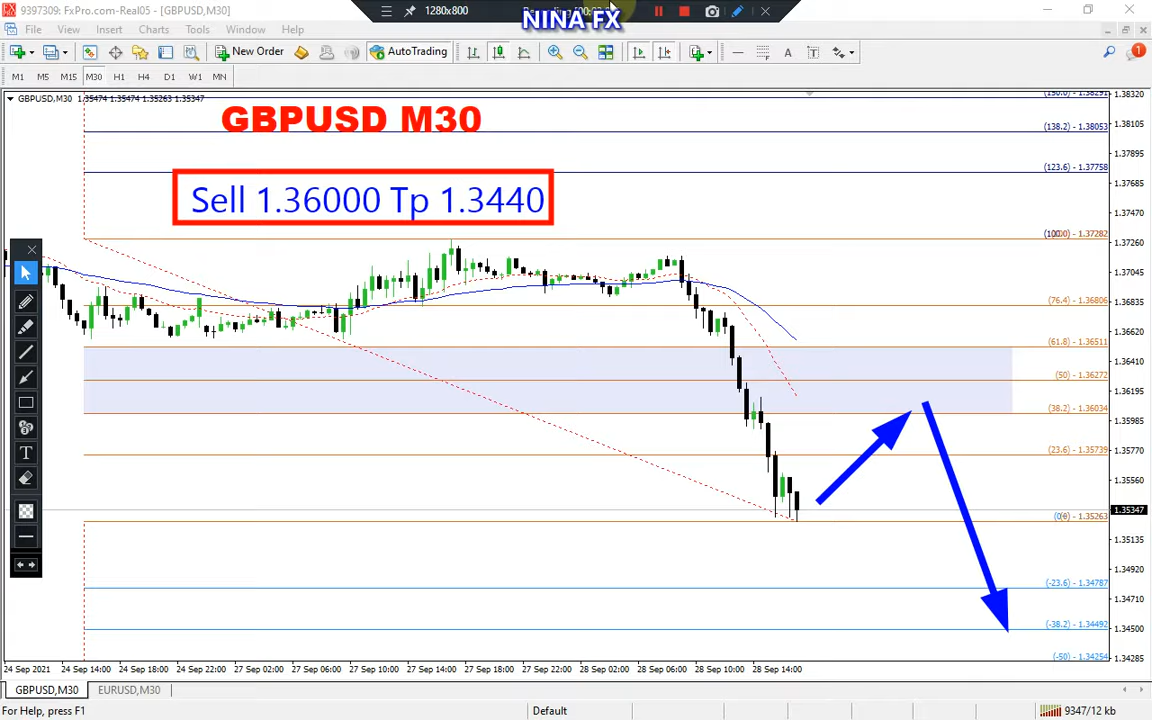 9397309: FxPro.com-Real05 - [GBPUSD,M30]
1280x800
NINA FX
File View Insert Charts Tools Window Help
New Order
AutoTrading
M1 M5 M15 M30 H1 H4 D1 W1 MN
GBPUSD,M30 1.35474 1.35474 1.35263 1.35347
GBPUSD M30
Sell 1.36000 Tp 1.3440
(138.2) - 1.38053
(123.6) - 1.37758
(76.4) - 1.36806
(61.8) - 1.36511
(50) - 1.36272
(38.2) - 1.36034
(23.6) - 1.35739
(-23.6) - 1.34787
(-38.2) - 1.34492
(-50) - 1.34254
1.38320
1.38105
1.37895
1.37685
1.37470
1.37260
1.37045
1.36835
1.36620
1.36410
1.36195
1.35985
1.35770
1.35560
1.35347
1.35135
1.34920
1.34710
1.34500
1.34285
24 Sep 2021 24 Sep 14:00 24 Sep 18:00 24 Sep 22:00 27 Sep 02:00 27 Sep 06:00 27 Sep 10:00 27 Sep 14:00 27 Sep 18:00 27 Sep 22:00 28 Sep 02:00 28 Sep 06:00 28 Sep 10:00 28 Sep 14:00
GBPUSD,M30 EURUSD,M30
For Help, press F1
Default
9347/12 kb